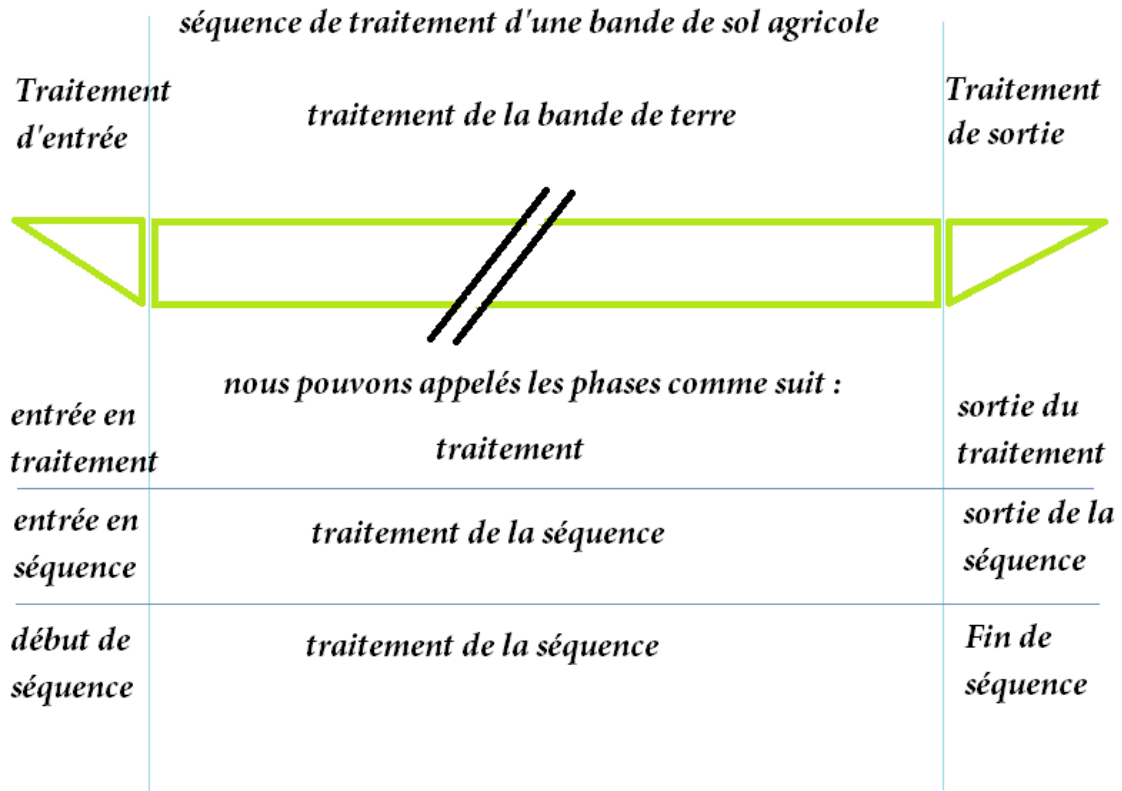 séquence de traitement d'une bande de sol agricole
Traitement
d'entrée
traitement de la bande de terre
Traitement
de sortie
nous pouvons appelés les phases comme suit :
entrée en
traitement
traitement
sortie du
traitement
entrée en
séquence
traitement de la séquence
sortie de la
séquence
début de
séquence
traitement de la séquence
Fin de
séquence